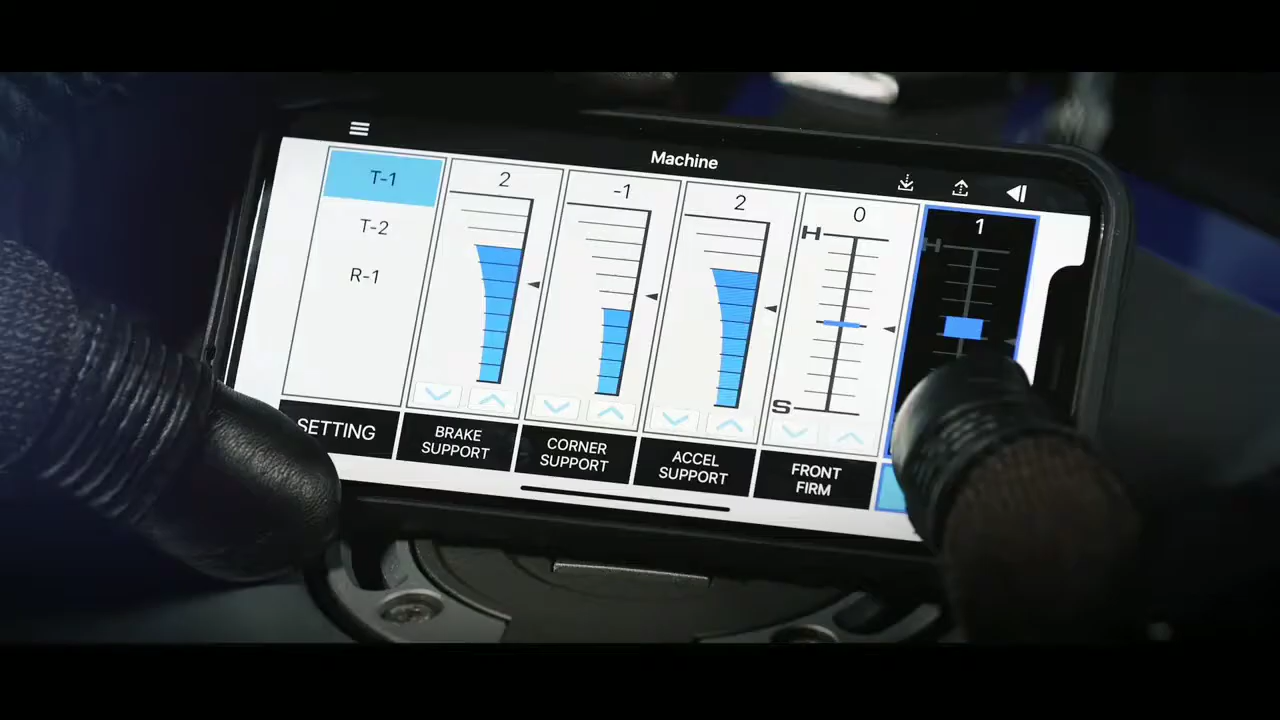 Machine
T-1
T-2
R-1
2
-1
2
0
1
H
S
H
SETTING
BRAKE
SUPPORT
CORNER
SUPPORT
ACCEL
SUPPORT
FRONT
FIRM